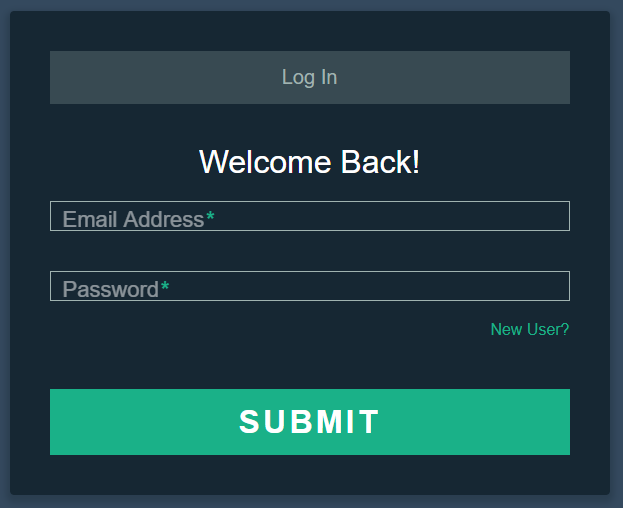 Log In
Welcome Back!
Email Address*
Password*
New User?
SUBMIT